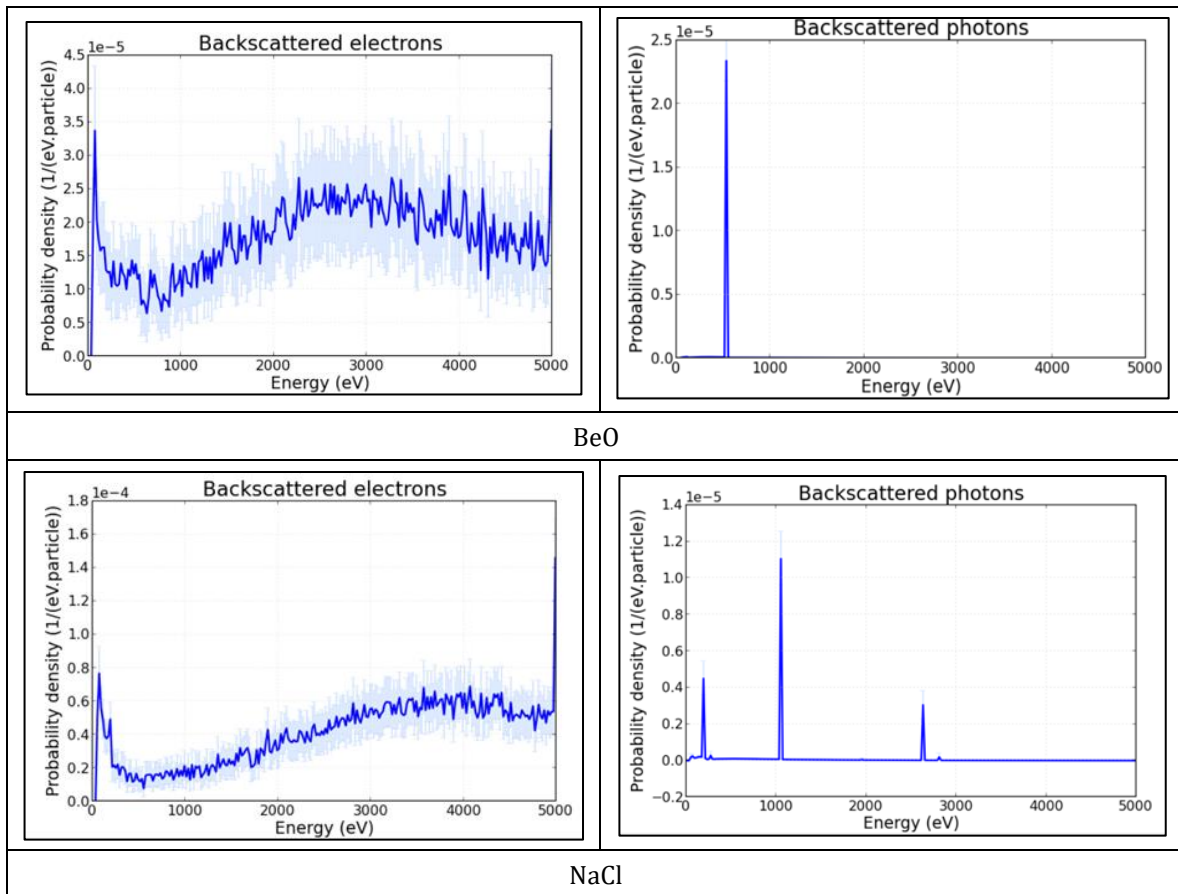 Backscattered electrons
1e−5
Probability density (1/(eV.particle))
4.5
4.0
3.5
3.0
2.5
2.0
1.5
1.0
0.5
0.0
0 1000 2000 3000 4000 5000
Energy (eV)
Backscattered photons
1e−5
Probability density (1/(eV.particle))
2.5
2.0
1.5
1.0
0.5
0.0
0 1000 2000 3000 4000 5000
Energy (eV)
BeO
Backscattered electrons
1e−4
Probability density (1/(eV.particle))
1.8
1.6
1.4
1.2
1.0
0.8
0.6
0.4
0.2
0.0
0 1000 2000 3000 4000 5000
Energy (eV)
Backscattered photons
1e−5
Probability density (1/(eV.particle))
1.4
1.2
1.0
0.8
0.6
0.4
0.2
0.0
−0.2
0 1000 2000 3000 4000 5000
Energy (eV)
NaCl